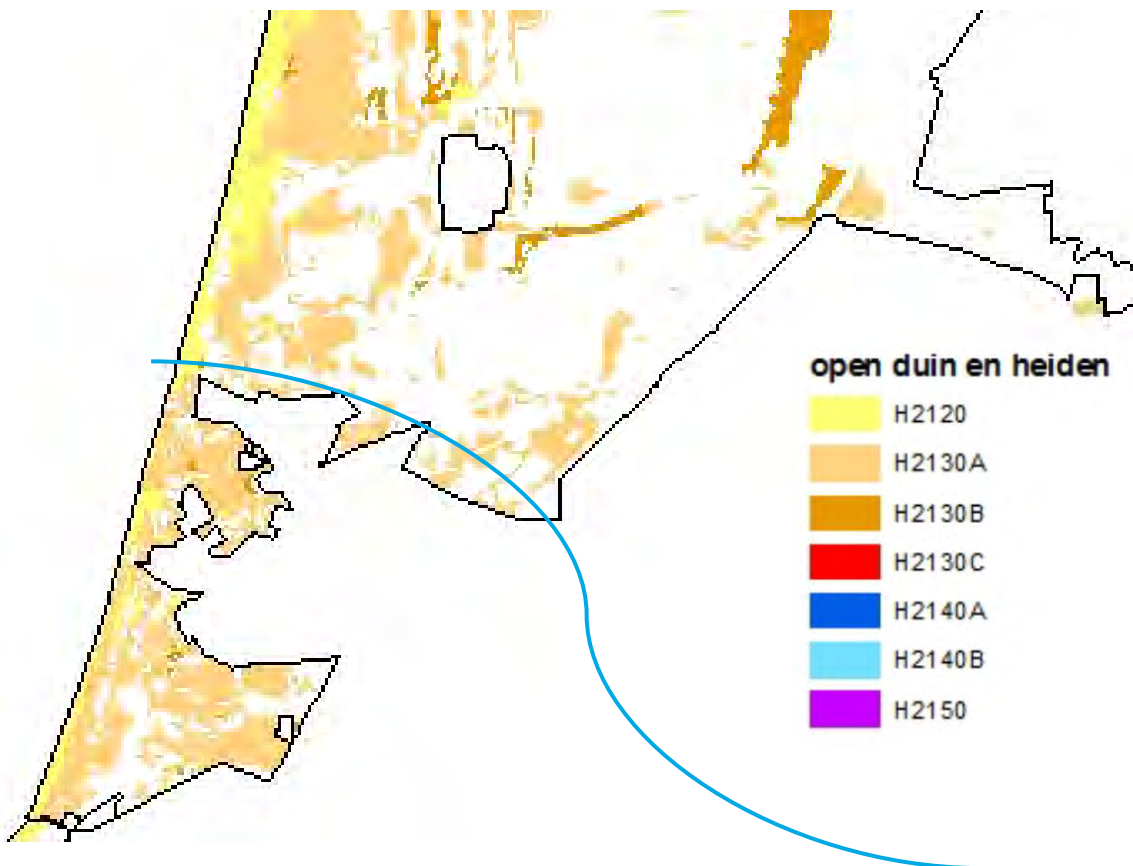 open duin en heiden
H2120
H2130A
H2130B
H2130C
H2140A
H2140B
H2150